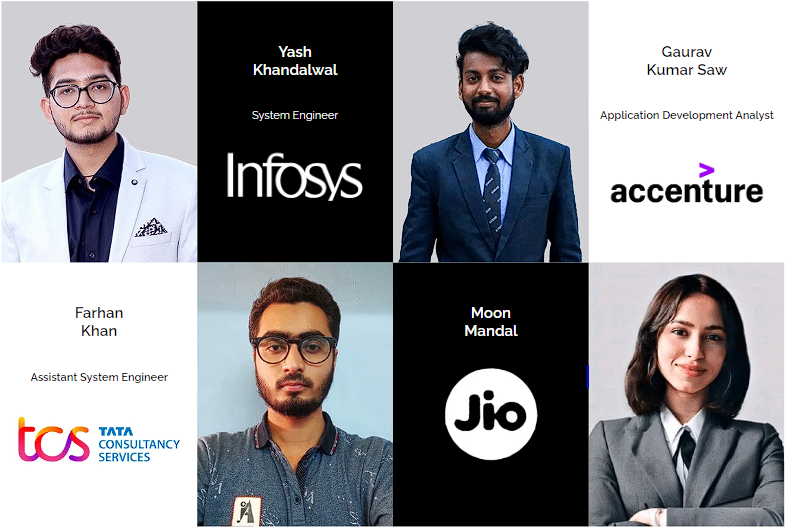 Yash
Khandalwal
System Engineer
Infosys
Gaurav
Kumar Saw
Application Development Analyst
accenture
Farhan
Khan
Assistant System Engineer
tcs TATA
CONSULTANCY
SERVICES
Moon
Mandal
Jio